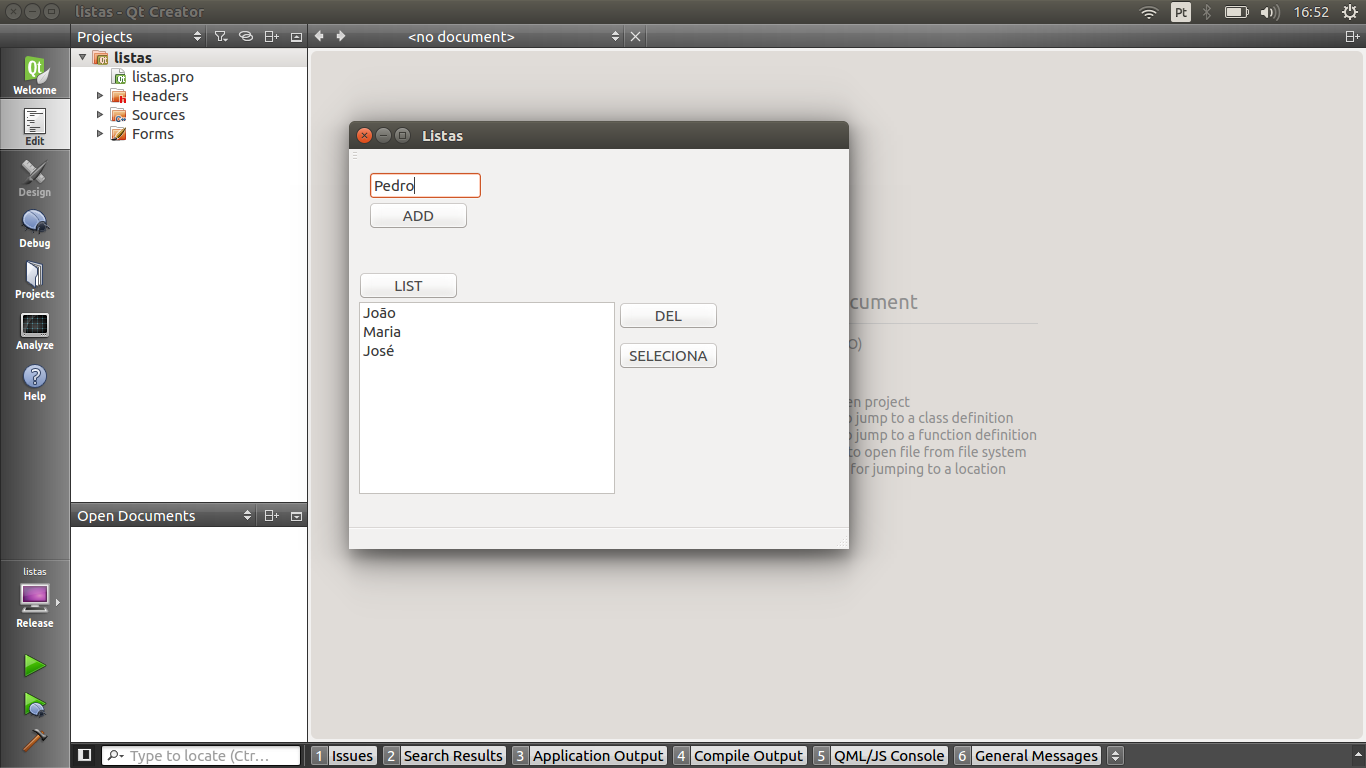 listas - Qt Creator
Pt
16:52
Projects
<no document>
Welcome
Edit
Design
Debug
Projects
Analyze
Help
listas
listas.pro
Headers
Sources
Forms
Listas
Pedro
ADD
LIST
João
Maria
José
DEL
SELECIONA
project
to jump to a class definition
to jump to a function definition
to open file from file system
for jumping to a location
Open Documents
listas
Release
Type to locate (Ctr...
1 Issues
2 Search Results
3 Application Output
4 Compile Output
5 QML/JS Console
6 General Messages